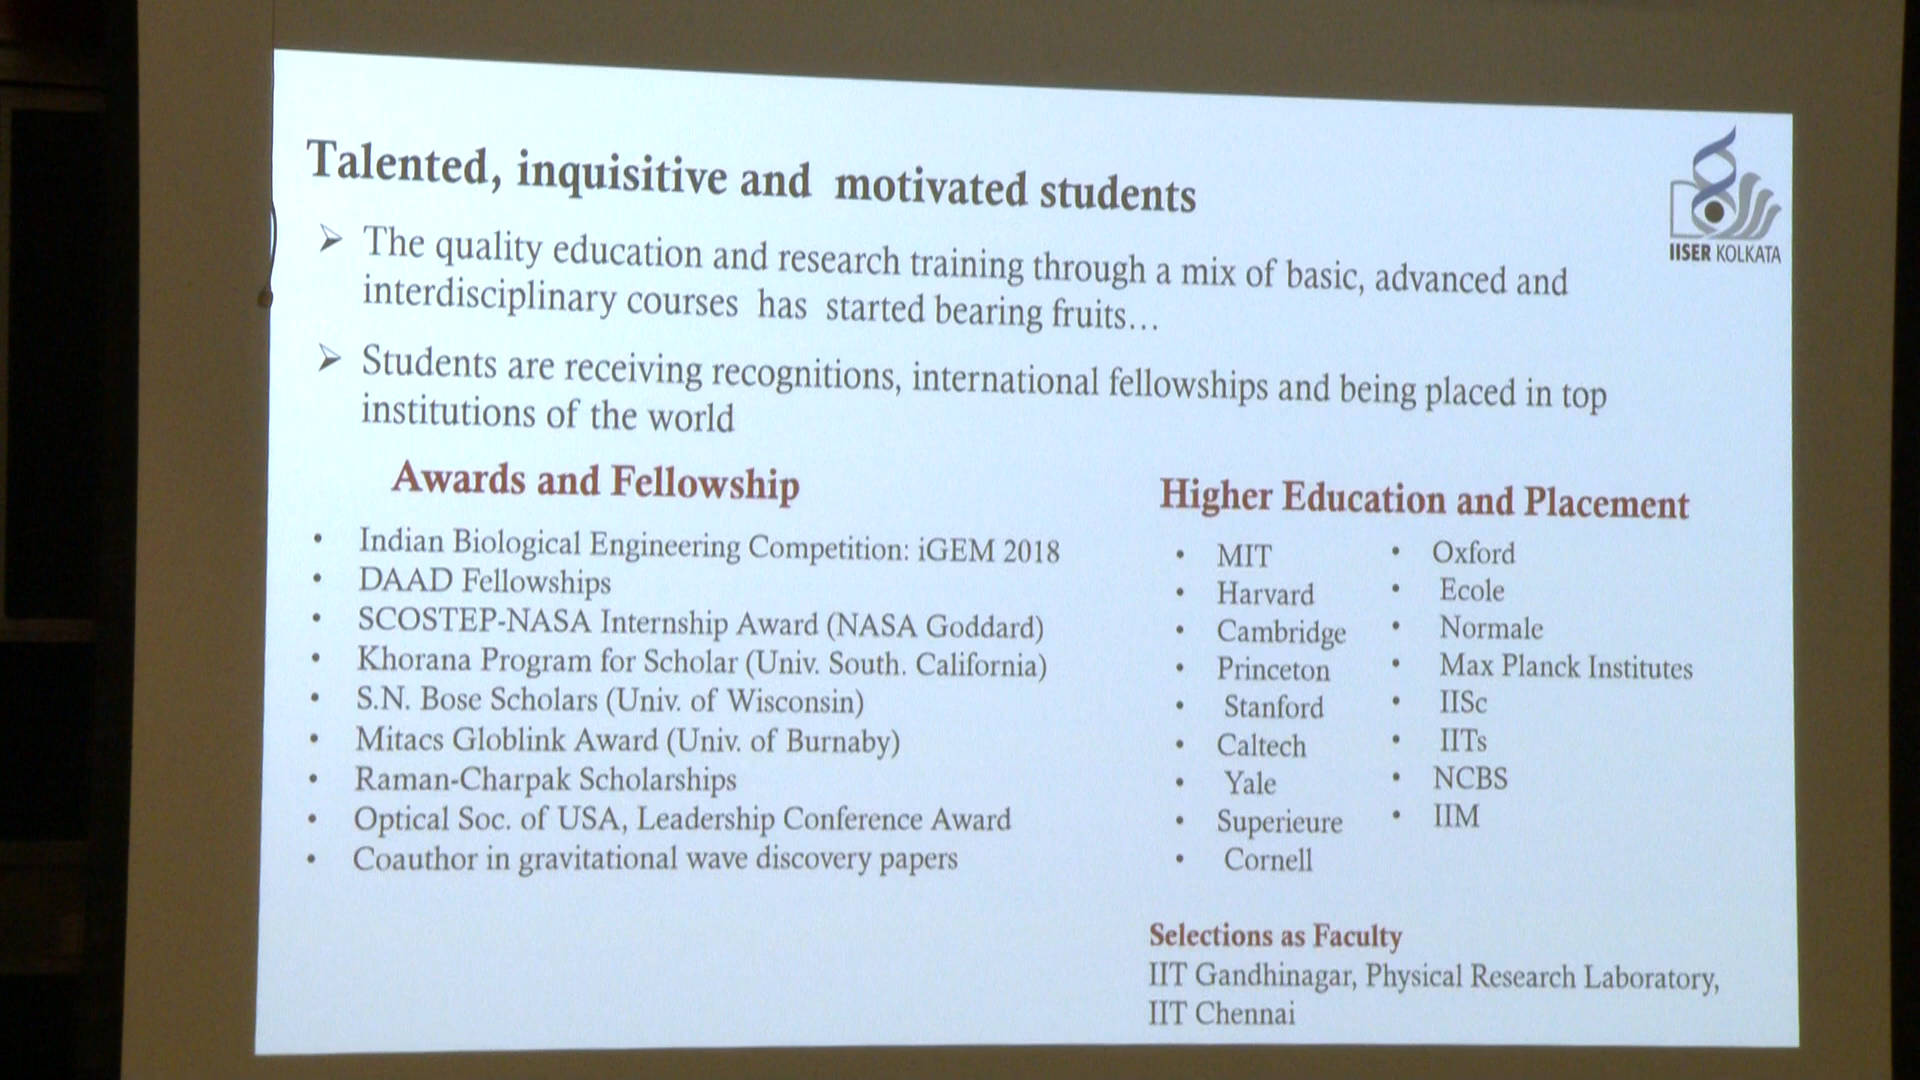 Talented, inquisitive and motivated students
IISER KOLKATA
➢ The quality education and research training through a mix of basic, advanced and
interdisciplinary courses has started bearing fruits...
➢ Students are receiving recognitions, international fellowships and being placed in top
institutions of the world
Awards and Fellowship
• Indian Biological Engineering Competition: iGEM 2018
• DAAD Fellowships
• SCOSTEP-NASA Internship Award (NASA Goddard)
• Khorana Program for Scholar (Univ. South. California)
• S.N. Bose Scholars (Univ. of Wisconsin)
• Mitacs Globlink Award (Univ. of Burnaby)
• Raman-Charpak Scholarships
• Optical Soc. of USA, Leadership Conference Award
• Coauthor in gravitational wave discovery papers
Higher Education and Placement
• MIT
• Harvard
• Cambridge
• Princeton
• Stanford
• Caltech
• Yale
• Superieure
• Cornell
• Oxford
• Ecole
• Normale
• Max Planck Institutes
• IISc
• IITs
• NCBS
• IIM
Selections as Faculty
IIT Gandhinagar, Physical Research Laboratory,
IIT Chennai